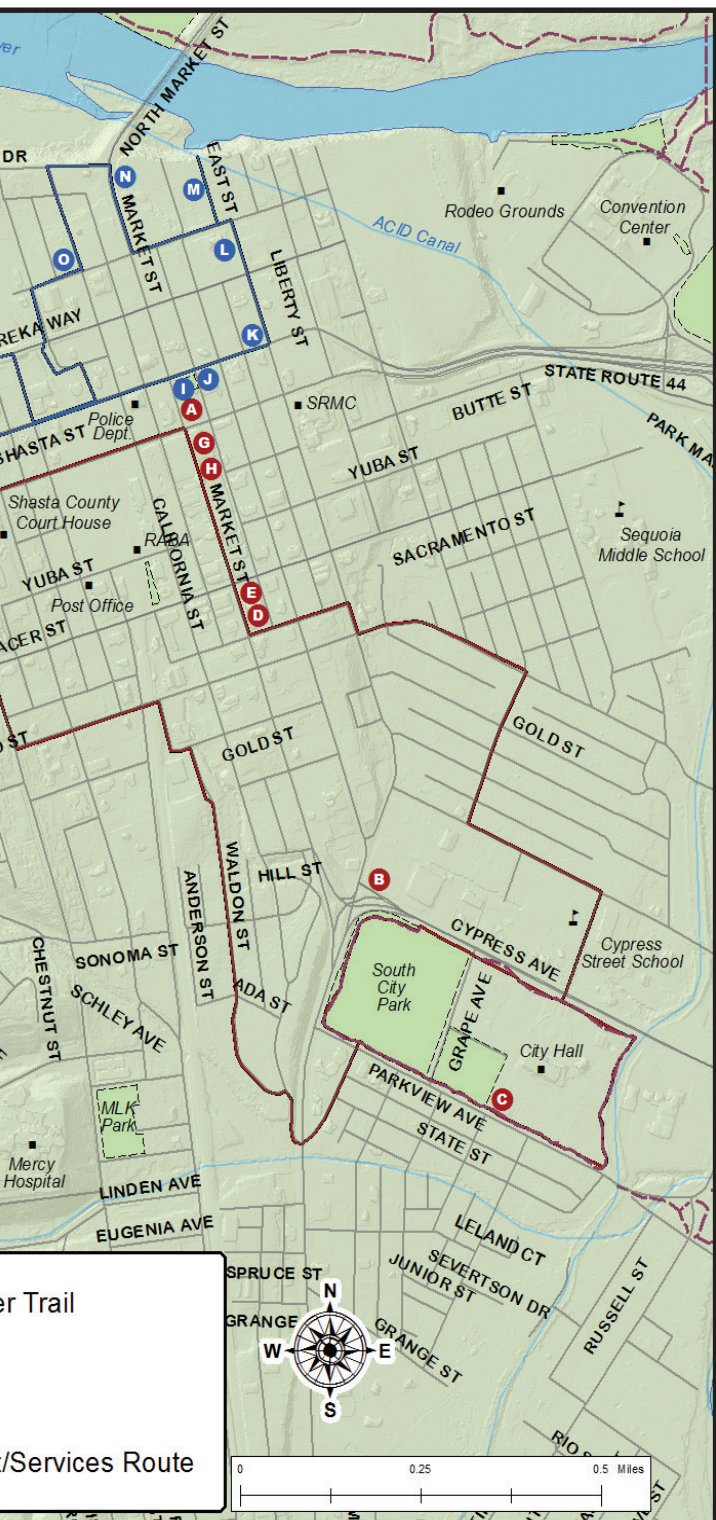 ver
NORTH MARKET ST
DR
EAST ST
N
M
MARKET ST
Rodeo Grounds
Convention
Center
ACID Canal
O
L
LIBERTY ST
REKA WAY
K
STATE ROUTE 44
I
J
A
Police
Dept.
SRMC
BUTTE ST
PARK MA
SHASTA ST
G
H
YUBA ST
MARKET ST
Shasta County
Court House
CALIFORNIA ST
SACRAMENTO ST
Sequoia
Middle School
RABA
YUBA ST
Post Office
E
D
ACER ST
GOLD ST
GOLD ST
D ST
WALDON ST
HILL ST
B
ANDERSON ST
CYPRESS AVE
Cypress
Street School
CHESTNUT ST
SONOMA ST
South
City
Park
SCHLEY AVE
ADA ST
GRAPE AVE
City Hall
E
PARKVIEW AVE
C
MLK
Park
STATE ST
Mercy
Hospital
LINDEN AVE
EUGENIA AVE
LELAND CT
SEVERTSON DR
JUNIOR ST
SPRUCE ST
RUSSELL ST
er Trail
N
GRANGE
W
E
GRANGE ST
S
RIO S
t/Services Route
0
0.25
0.5 Miles
VE ST